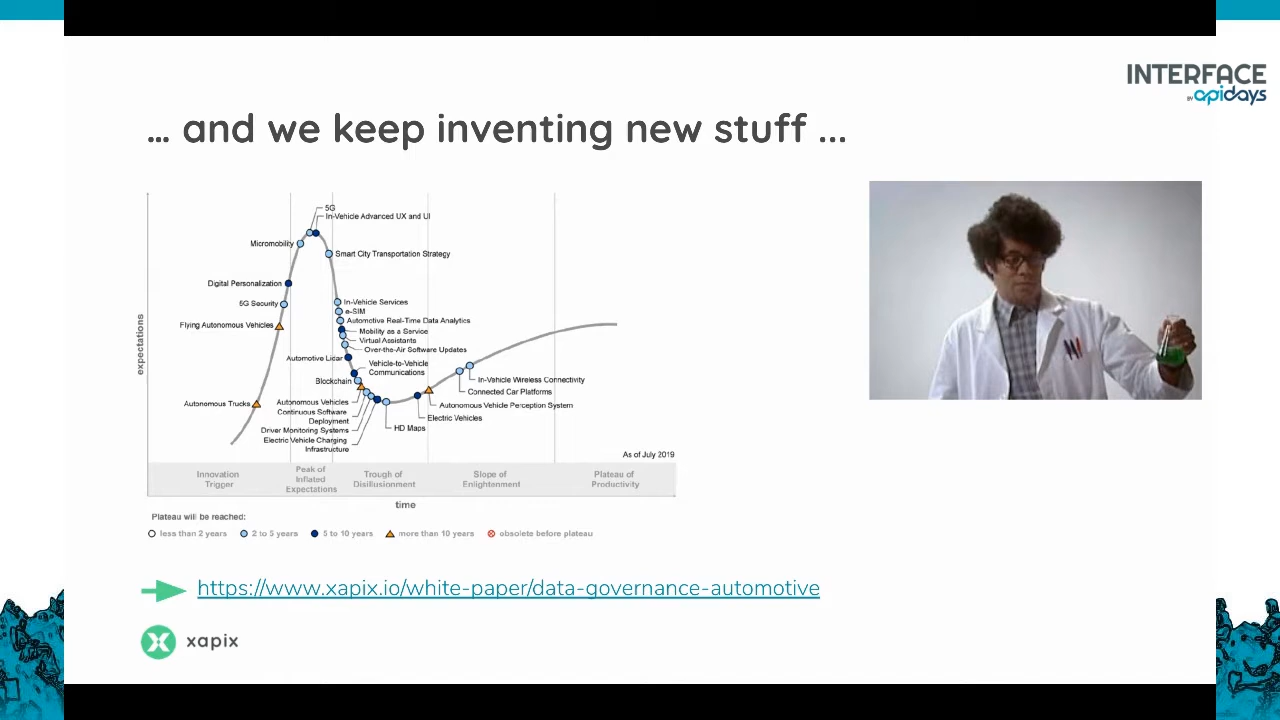 INTERFACE
BY apidays
... and we keep inventing new stuff ...
5G
In-Vehicle Advanced UX and UI
Micromobility
Smart City Transportation Strategy
Digital Personalization
5G Security
In-Vehicle Services
e-SIM
Automotive Real-Time Data Analytics
Flying Autonomous Vehicles
Mobility as a Service
Virtual Assistants
Over-the-Air Software Updates
Automotive Lidar
Vehicle-to-Vehicle
Communications
Blockchain
In-Vehicle Wireless Connectivity
Connected Car Platforms
Autonomous Trucks
Autonomous Vehicles
Autonomous Vehicle Perception System
Continuous Software
Deployment
Electric Vehicles
Driver Monitoring Systems
HD Maps
Electric Vehicle Charging
Infrastructure
expectations
As of July 2019
Innovation
Trigger
Peak of
Inflated
Expectations
Trough of
Disillusionment
Slope of
Enlightenment
Plateau of
Productivity
time
Plateau will be reached:
less than 2 years
2 to 5 years
5 to 10 years
more than 10 years
obsolete before plateau
https://www.xapix.io/white-paper/data-governance-automotive
xapix